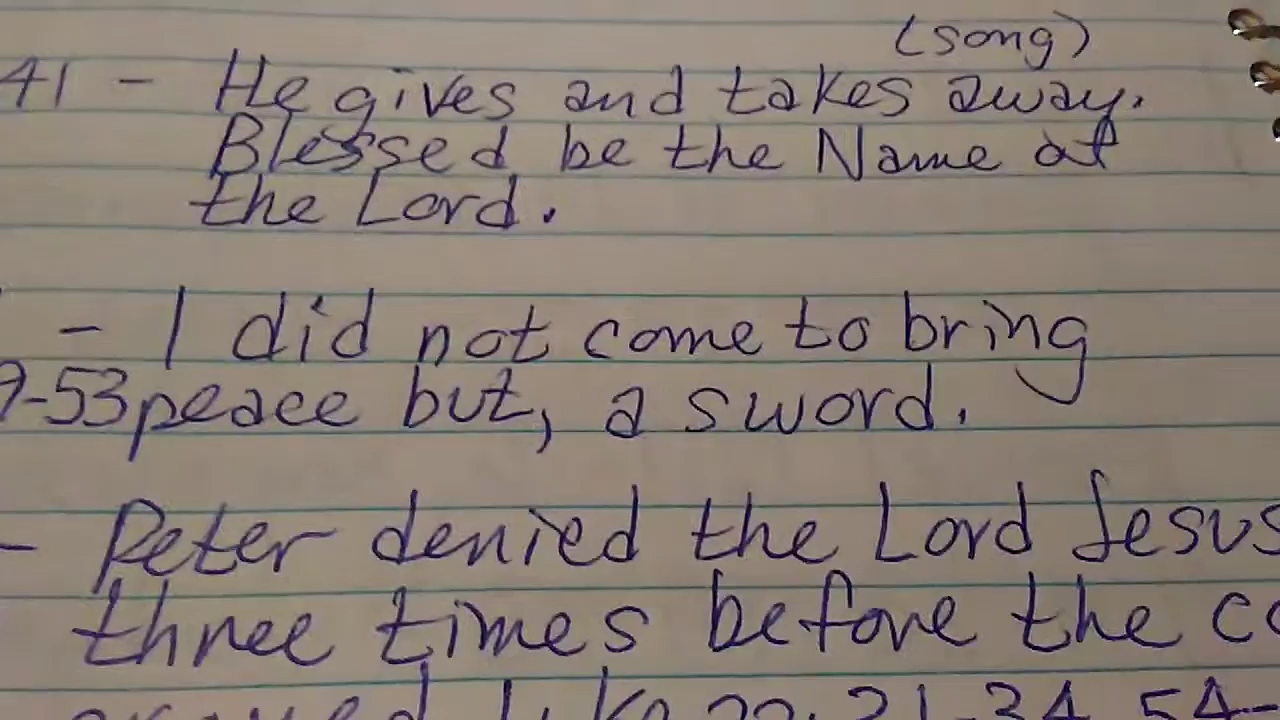 (song)
41 - He gives and takes away.
Blessed be the Name of
the Lord.
- I did not come to bring
-53 peace but, a sword.
- Peter denied the Lord Jesus
three times before the